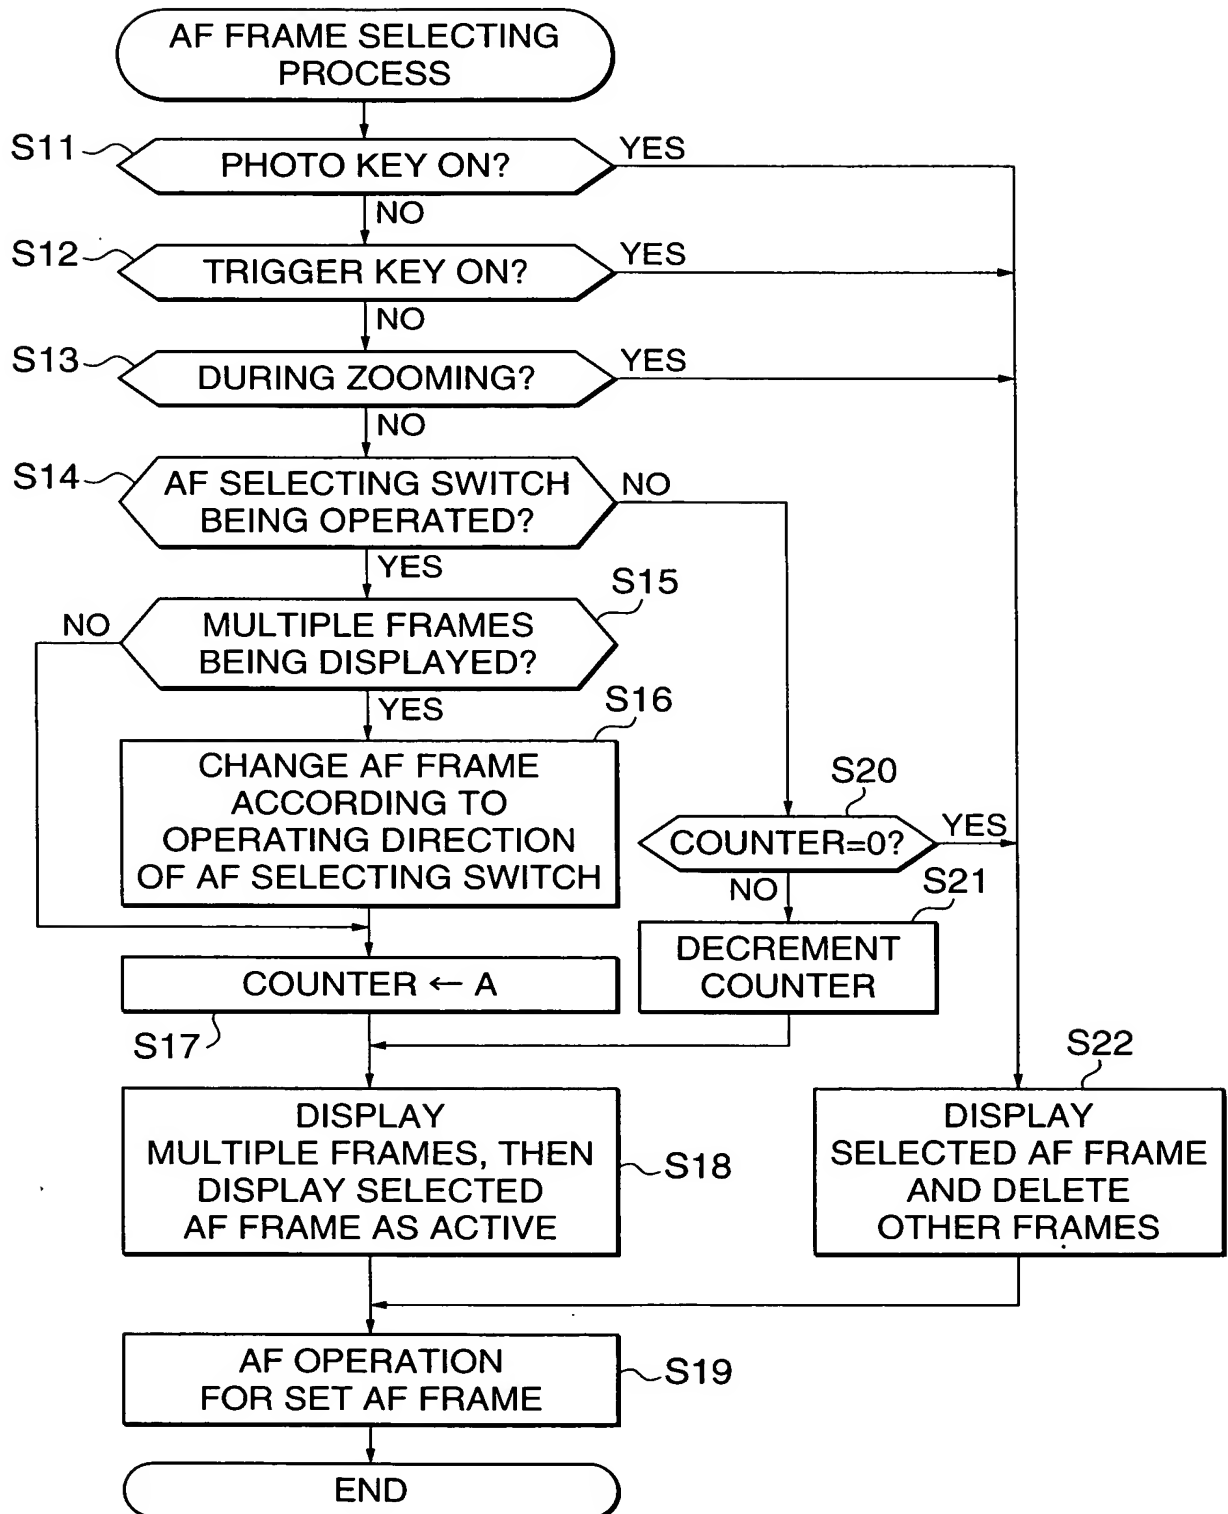 AF FRAME SELECTING
PROCESS
S11
PHOTO KEY ON?
YES
NO
S12
TRIGGER KEY ON?
YES
NO
S13
DURING ZOOMING?
YES
NO
S14
AF SELECTING SWITCH
BEING OPERATED?
NO
YES
S15
NO
MULTIPLE FRAMES
BEING DISPLAYED?
YES
S16
CHANGE AF FRAME
ACCORDING TO
OPERATING DIRECTION
OF AF SELECTING SWITCH
S20
COUNTER=0?
YES
NO
S21
DECREMENT
COUNTER
COUNTER ← A
S17
S22
DISPLAY
MULTIPLE FRAMES, THEN
DISPLAY SELECTED
AF FRAME AS ACTIVE
S18
DISPLAY
SELECTED AF FRAME
AND DELETE
OTHER FRAMES
AF OPERATION
FOR SET AF FRAME
S19
END